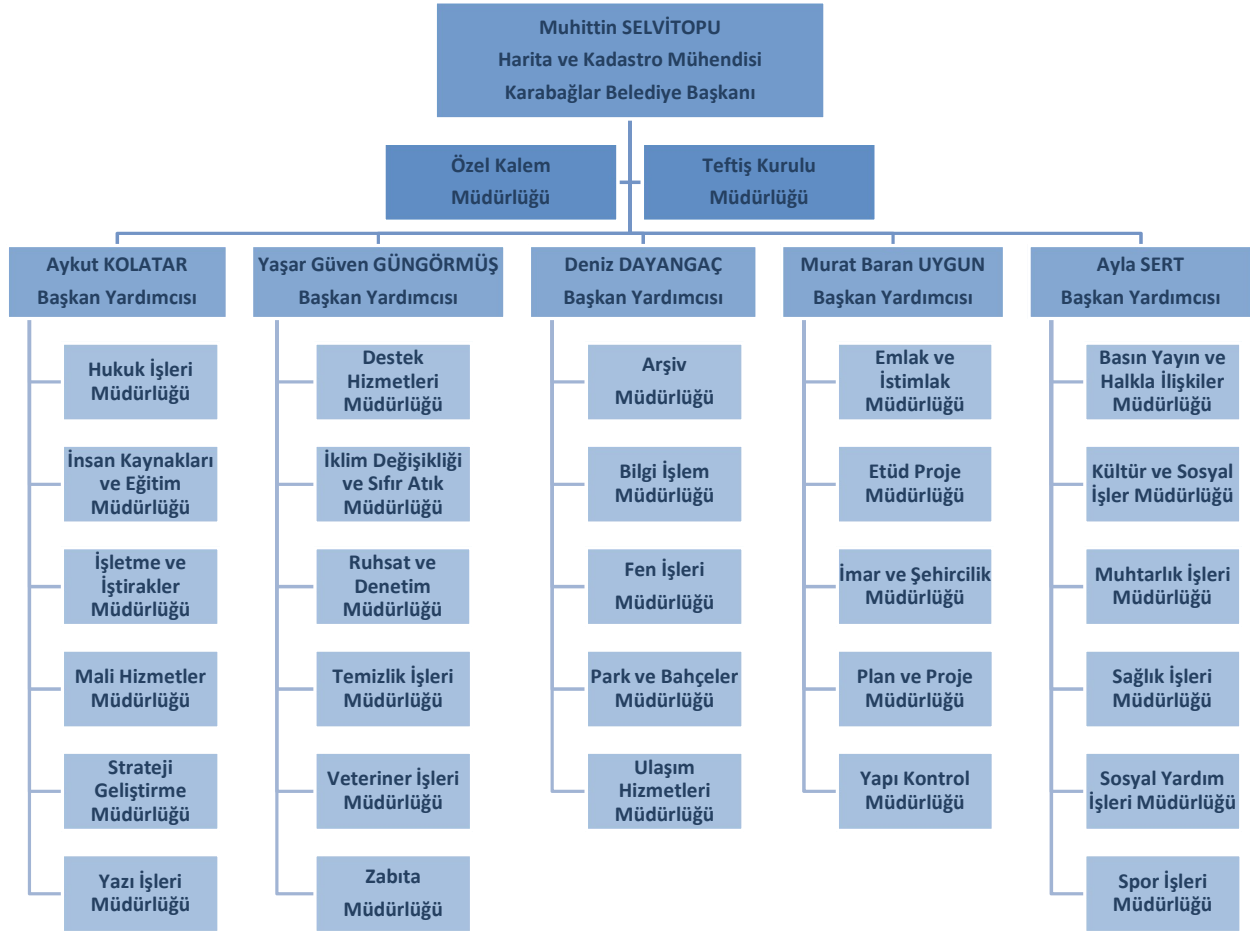 Muhittin SELVİTOPU
Harita ve Kadastro Mühendisi
Karabağlar Belediye Başkanı
Özel Kalem
Müdürlüğü
Teftiş Kurulu
Müdürlüğü
Aykut KOLATAR
Başkan Yardımcısı
Hukuk İşleri
Müdürlüğü
İnsan Kaynakları
ve Eğitim
Müdürlüğü
İşletme ve
İştirakler
Müdürlüğü
Mali Hizmetler
Müdürlüğü
Strateji
Geliştirme
Müdürlüğü
Yazı İşleri
Müdürlüğü
Yaşar Güven GÜNGÖRMÜŞ
Başkan Yardımcısı
Destek
Hizmetleri
Müdürlüğü
İklim Değişikliği
ve Sıfır Atık
Müdürlüğü
Ruhsat ve
Denetim
Müdürlüğü
Temizlik İşleri
Müdürlüğü
Veteriner İşleri
Müdürlüğü
Zabıta
Müdürlüğü
Deniz DAYANGAÇ
Başkan Yardımcısı
Arşiv
Müdürlüğü
Bilgi İşlem
Müdürlüğü
Fen İşleri
Müdürlüğü
Park ve Bahçeler
Müdürlüğü
Ulaşım
Hizmetleri
Müdürlüğü
Murat Baran UYGUN
Başkan Yardımcısı
Emlak ve
İstimlak
Müdürlüğü
Etüd Proje
Müdürlüğü
İmar ve Şehircilik
Müdürlüğü
Plan ve Proje
Müdürlüğü
Yapı Kontrol
Müdürlüğü
Ayla SERT
Başkan Yardımcısı
Basın Yayın ve
Halkla İlişkiler
Müdürlüğü
Kültür ve Sosyal
İşler Müdürlüğü
Muhtarlık İşleri
Müdürlüğü
Sağlık İşleri
Müdürlüğü
Sosyal Yardım
İşleri Müdürlüğü
Spor İşleri
Müdürlüğü